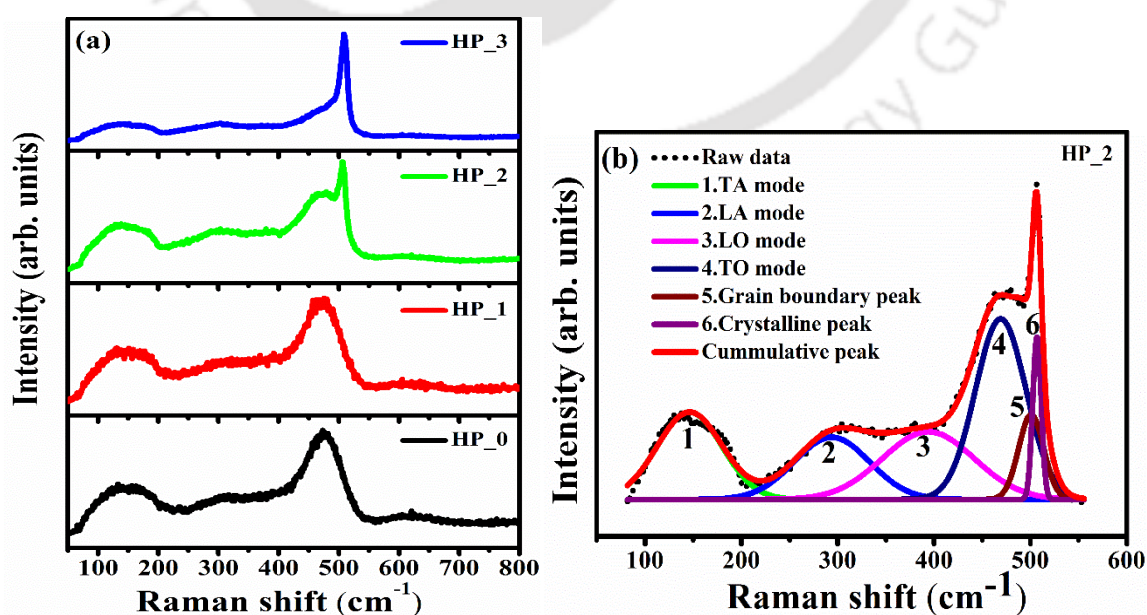 (a)
HP_3
HP_2
HP_1
HP_0
Intensity (arb. units)
100 200 300 400 500 600 700 800
Raman shift (cm-1)
(b)
HP_2
Raw data
1.TA mode
2.LA mode
3.LO mode
4.TO mode
5.Grain boundary peak
6.Crystalline peak
Cummulative peak
1
2
3
4
5
6
Intensity (arb. units)
100 200 300 400 500 600
Raman shift (cm-1)
ay Gu